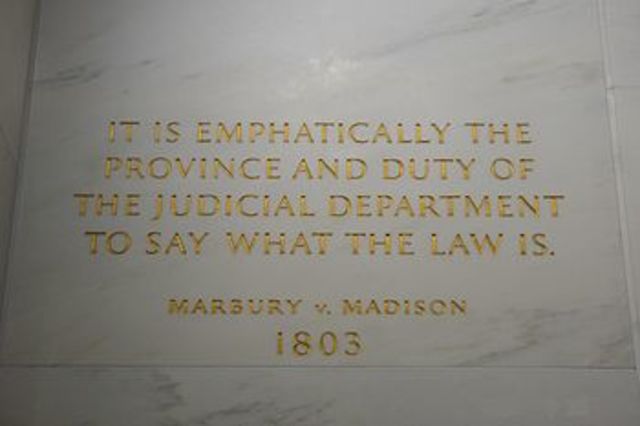 IT IS EMPHATICALLY THE
PROVINCE AND DUTY OF
THE JUDICIAL DEPARTMENT
TO SAY WHAT THE LAW IS.
MARBURY v. MADISON
1803